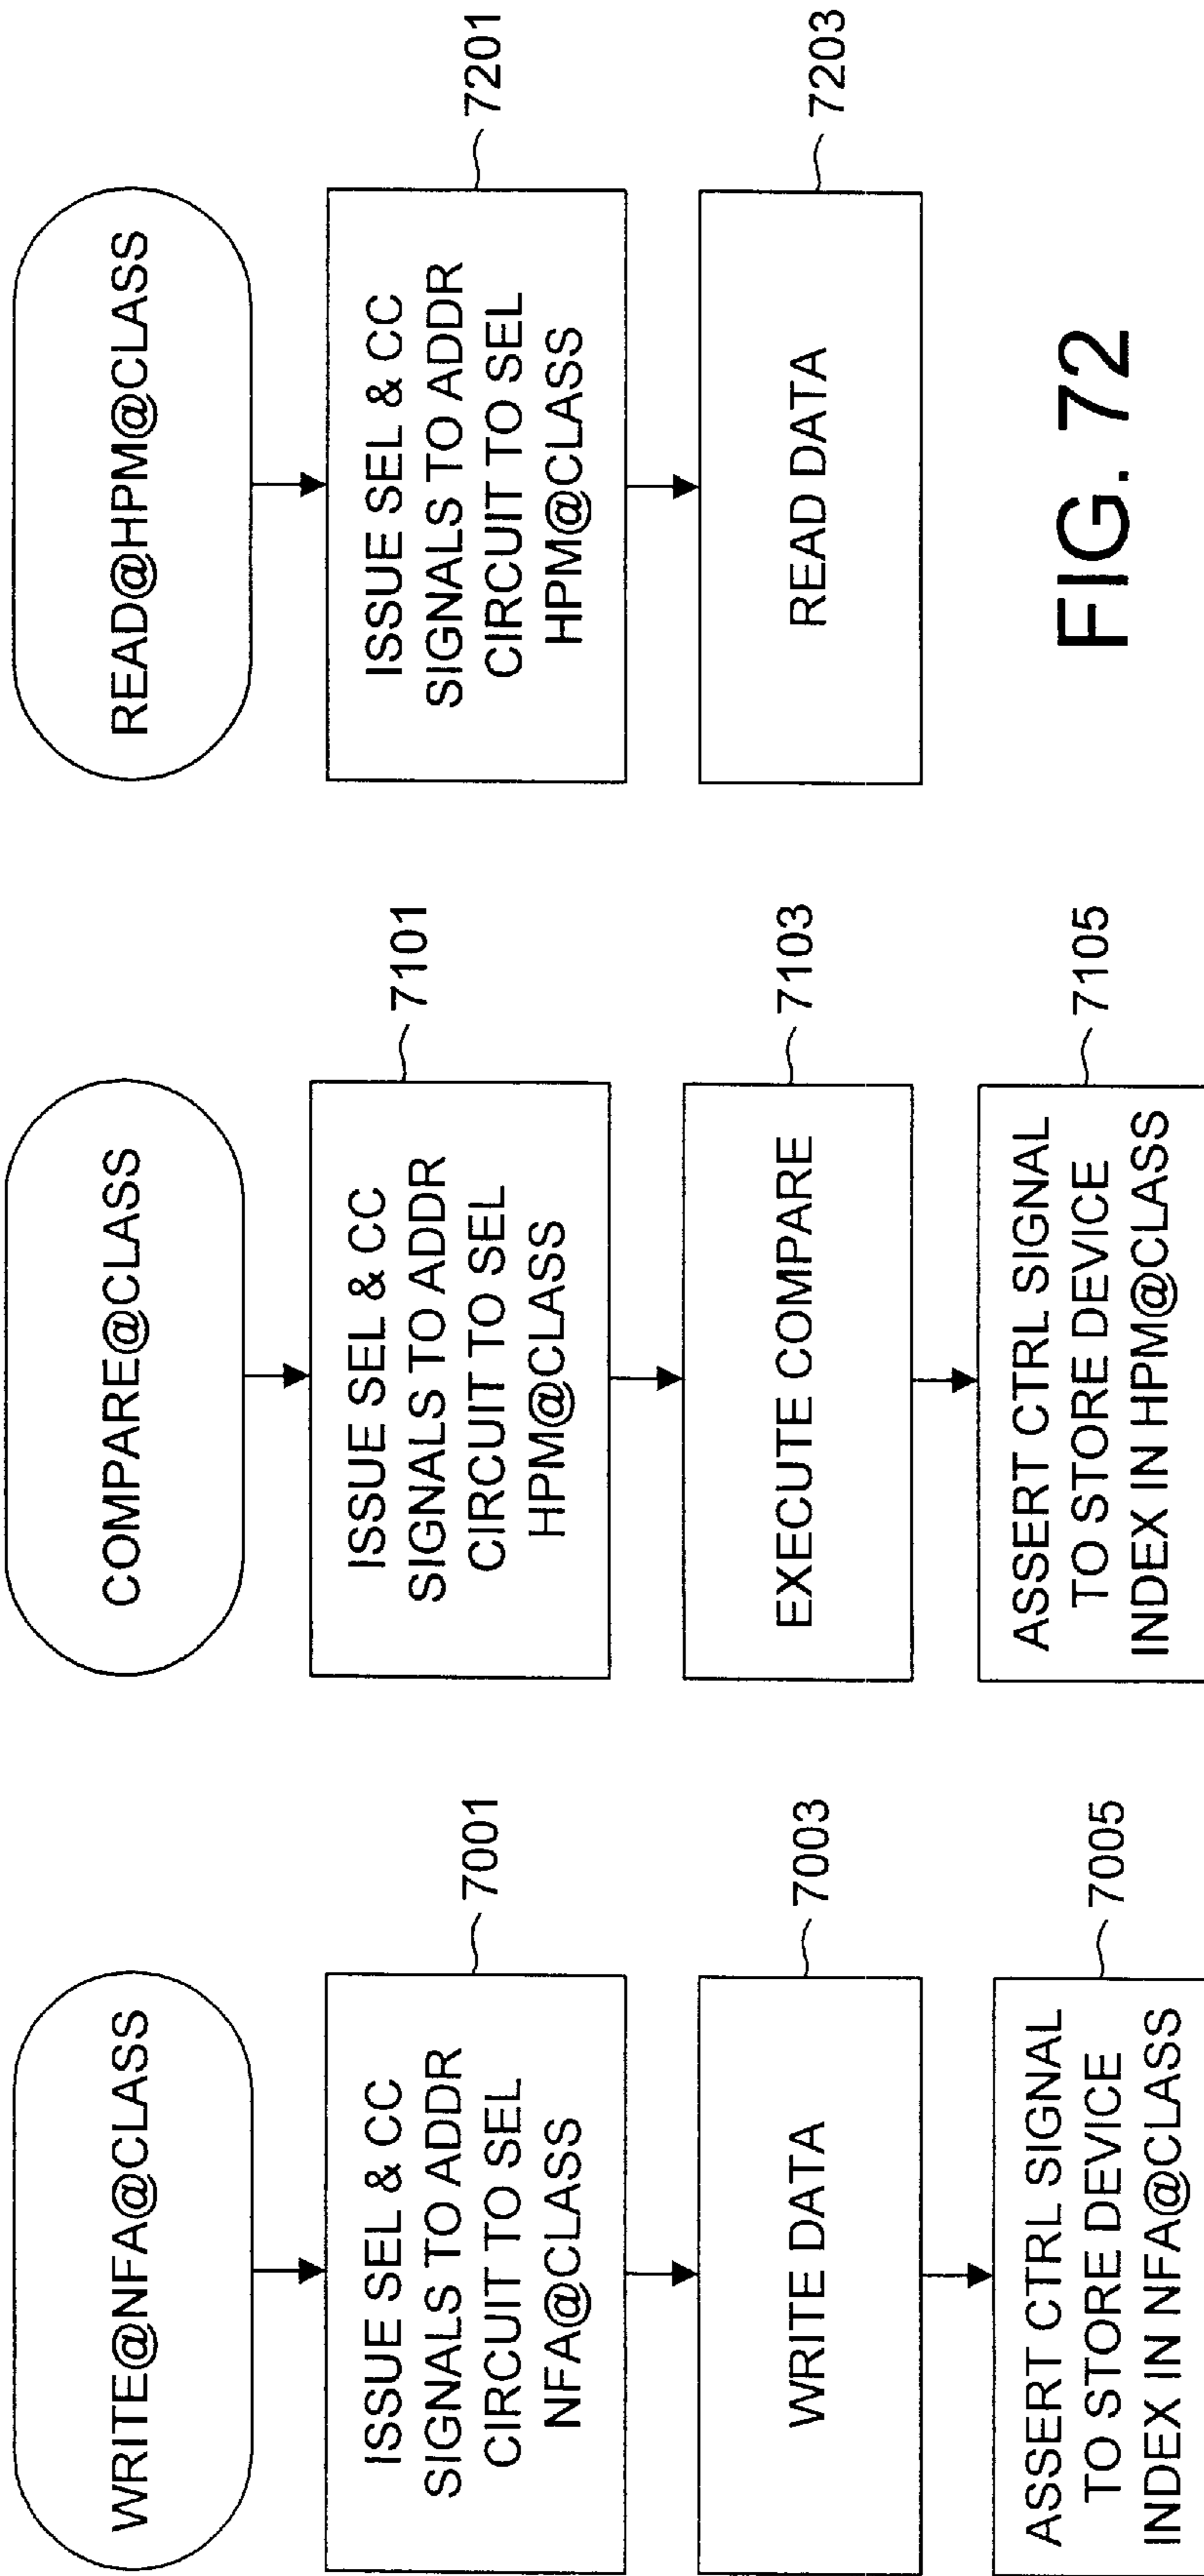 WRITE@NFA@CLASS
ISSUE SEL & CC
SIGNALS TO ADDR
CIRCUIT TO SEL
NFA@CLASS
7001
WRITE DATA
7003
ASSERT CTRL SIGNAL
TO STORE DEVICE
INDEX IN NFA@CLASS
7005
COMPARE@CLASS
ISSUE SEL & CC
SIGNALS TO ADDR
CIRCUIT TO SEL
HPM@CLASS
7101
EXECUTE COMPARE
7103
ASSERT CTRL SIGNAL
TO STORE DEVICE
INDEX IN HPM@CLASS
7105
READ@HPM@CLASS
ISSUE SEL & CC
SIGNALS TO ADDR
CIRCUIT TO SEL
HPM@CLASS
7201
READ DATA
7203
FIG. 72